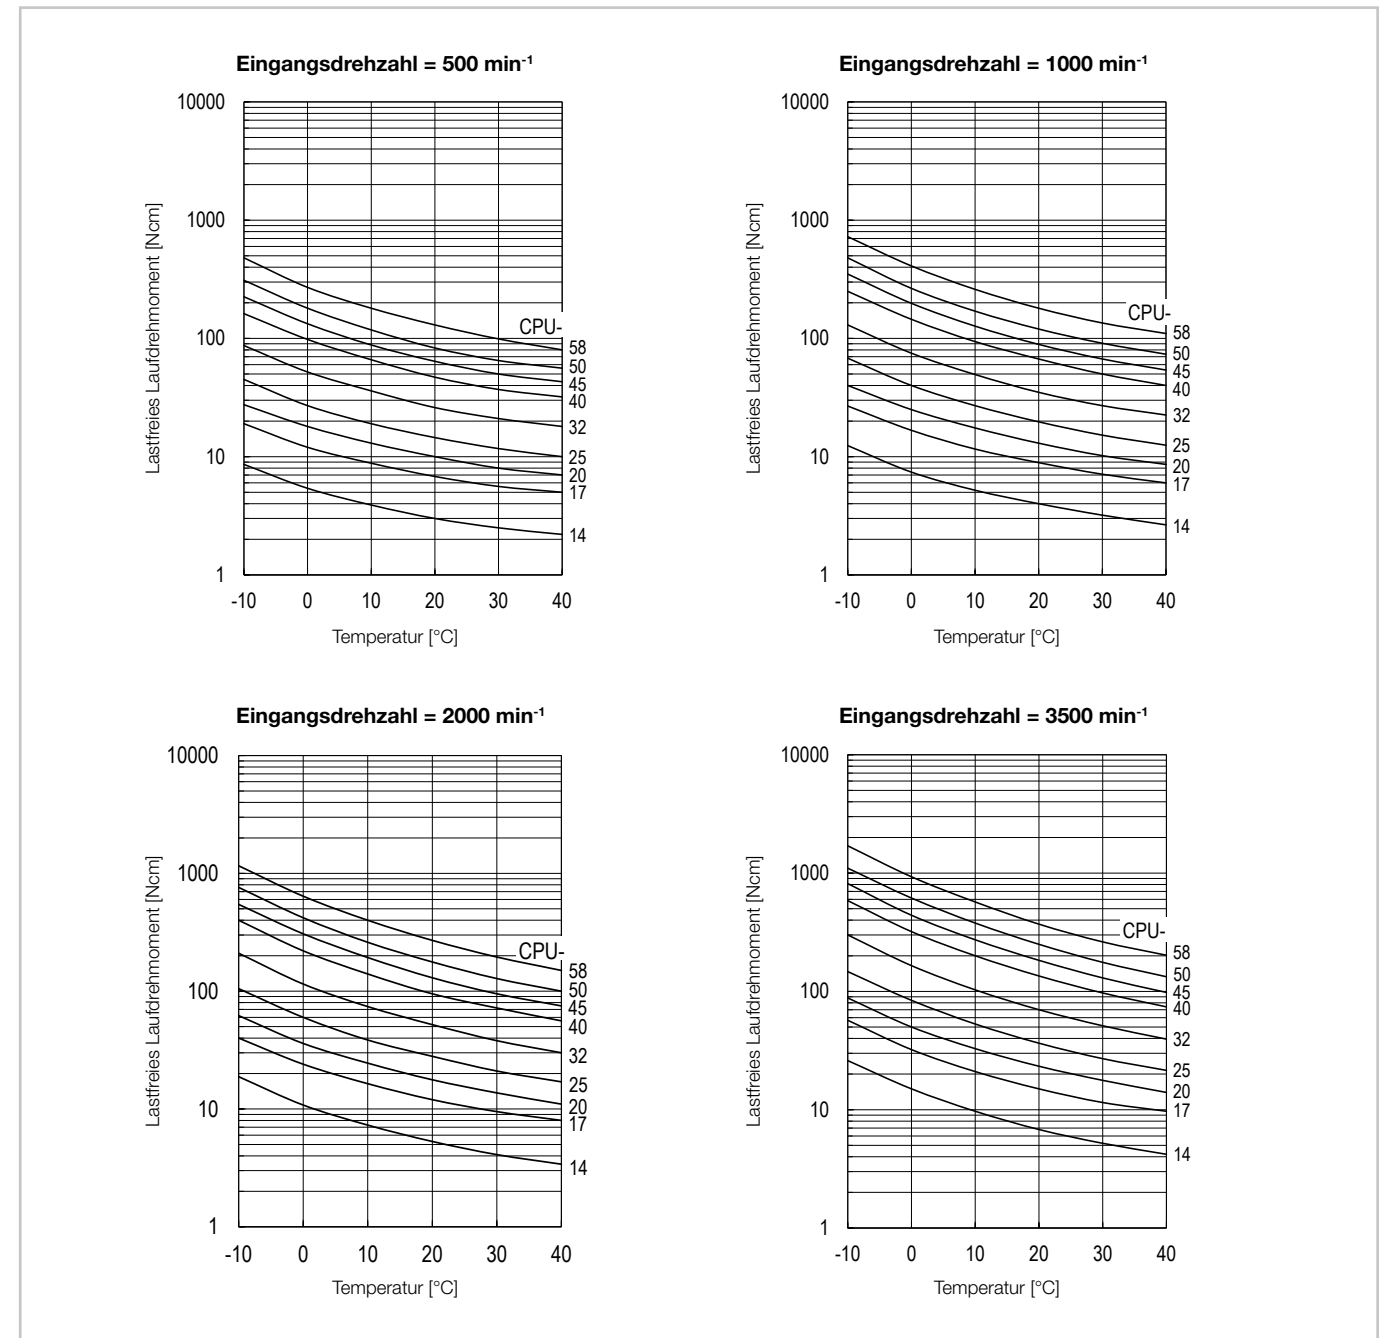 Eingangsdrehzahl = 500 min-1
Lastfreies Laufdrehmoment [Ncm]
10000
1000
100
10
1
CPU-
58
50
45
40
32
25
20
17
14
-10 0 10 20 30 40
Temperatur [°C]
Eingangsdrehzahl = 1000 min-1
Lastfreies Laufdrehmoment [Ncm]
10000
1000
100
10
1
CPU-
58
50
45
40
32
25
20
17
14
-10 0 10 20 30 40
Temperatur [°C]
Eingangsdrehzahl = 2000 min-1
Lastfreies Laufdrehmoment [Ncm]
10000
1000
100
10
1
CPU-
58
50
45
40
32
25
20
17
14
-10 0 10 20 30 40
Temperatur [°C]
Eingangsdrehzahl = 3500 min-1
Lastfreies Laufdrehmoment [Ncm]
10000
1000
100
10
1
CPU-
58
50
45
40
32
25
20
17
14
-10 0 10 20 30 40
Temperatur [°C]